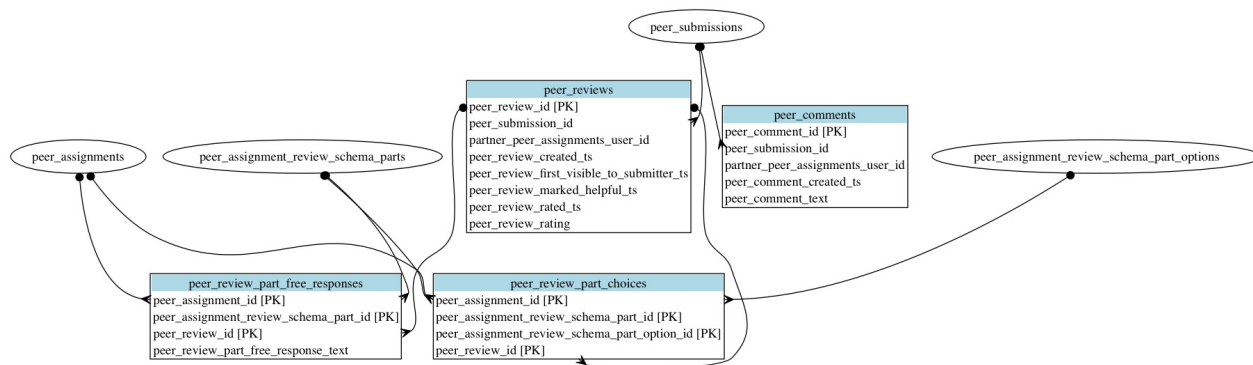 peer_submissions
peer_reviews
peer_review_id [PK]
peer_submission_id
partner_peer_assignments_user_id
peer_review_created_ts
peer_review_first_visible_to_submitter_ts
peer_review_marked_helpful_ts
peer_review_rated_ts
peer_review_rating
peer_comments
peer_comment_id [PK]
peer_submission_id
partner_peer_assignments_user_id
peer_comment_created_ts
peer_comment_text
peer_assignments
peer_assignment_review_schema_parts
peer_assignment_review_schema_part_options
peer_review_part_free_responses
peer_assignment_id [PK]
peer_assignment_review_schema_part_id [PK]
peer_review_id [PK]
peer_review_part_free_response_text
peer_review_part_choices
peer_assignment_id [PK]
peer_assignment_review_schema_part_id [PK]
peer_assignment_review_schema_part_option_id [PK]
peer_review_id [PK]